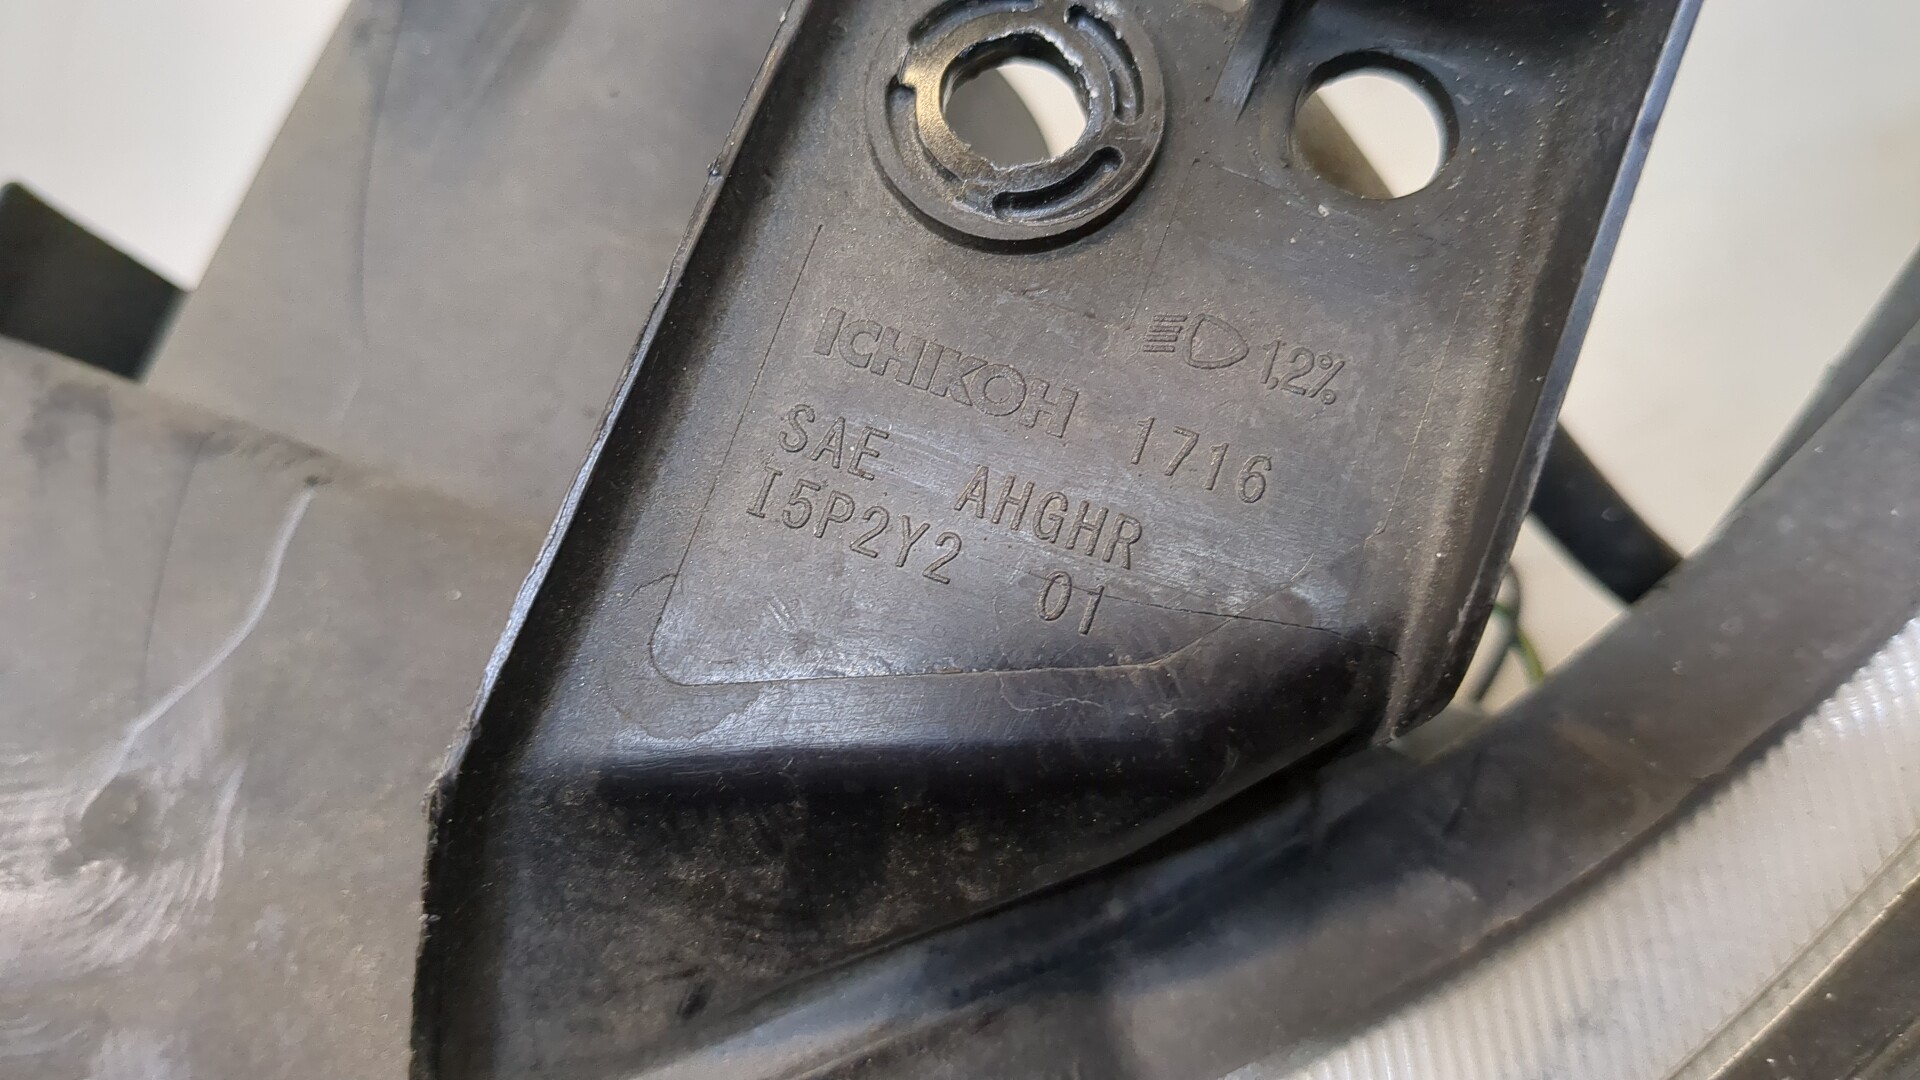 ICHIKOH 1.2%
SAE 1716
I5P2Y2 AHGHR
01